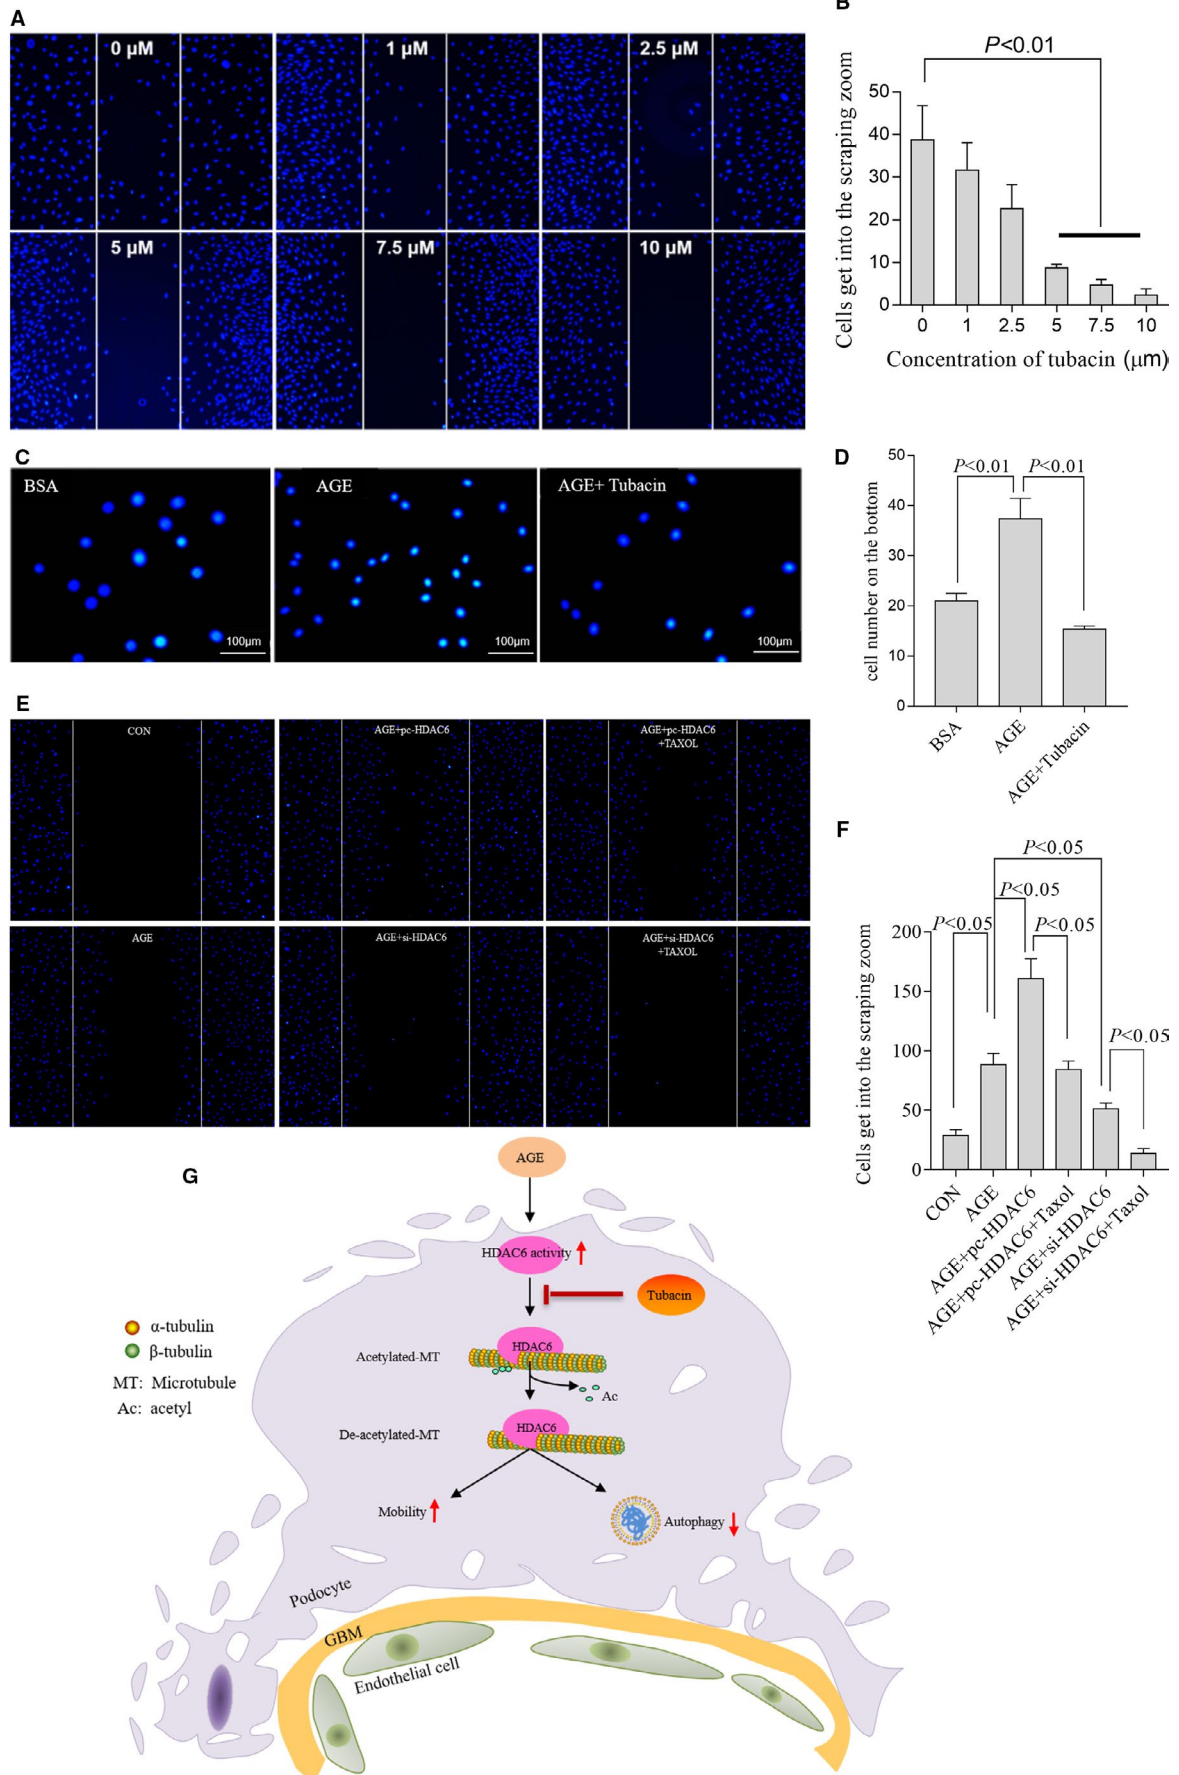 A
0 µM
1 µM
2.5 µM
5 µM
7.5 µM
10 µM
B
P<0.01
Cells get into the scraping zoom
50
40
30
20
10
0
0
1
2.5
5
7.5
10
Concentration of tubacin (µm)
C
BSA
100µm
AGE
100µm
AGE+ Tubacin
100µm
D
P<0.01
P<0.01
cell number on the bottom
50
40
30
20
10
0
BSA
AGE
AGE+Tubacin
E
CON
AGE+pc-HDAC6
AGE+pc-HDAC6
+TAXOL
AGE
AGE+si-HDAC6
AGE+si-HDAC6
+TAXOL
F
P<0.05
P<0.05
P<0.05
P<0.05
P<0.05
Cells get into the scraping zoom
200
150
100
50
0
CON
AGE
AGE+pc-HDAC6
AGE+pc-HDAC6+Taxol
AGE+si-HDAC6
AGE+si-HDAC6+Taxol
G
AGE
HDAC6 activity
Tubacin
α-tubulin
β-tubulin
MT: Microtubule
Ac: acetyl
HDAC6
Acetylated-MT
Ac
HDAC6
De-acetylated-MT
Mobility
Autophagy
Podocyte
GBM
Endothelial cell